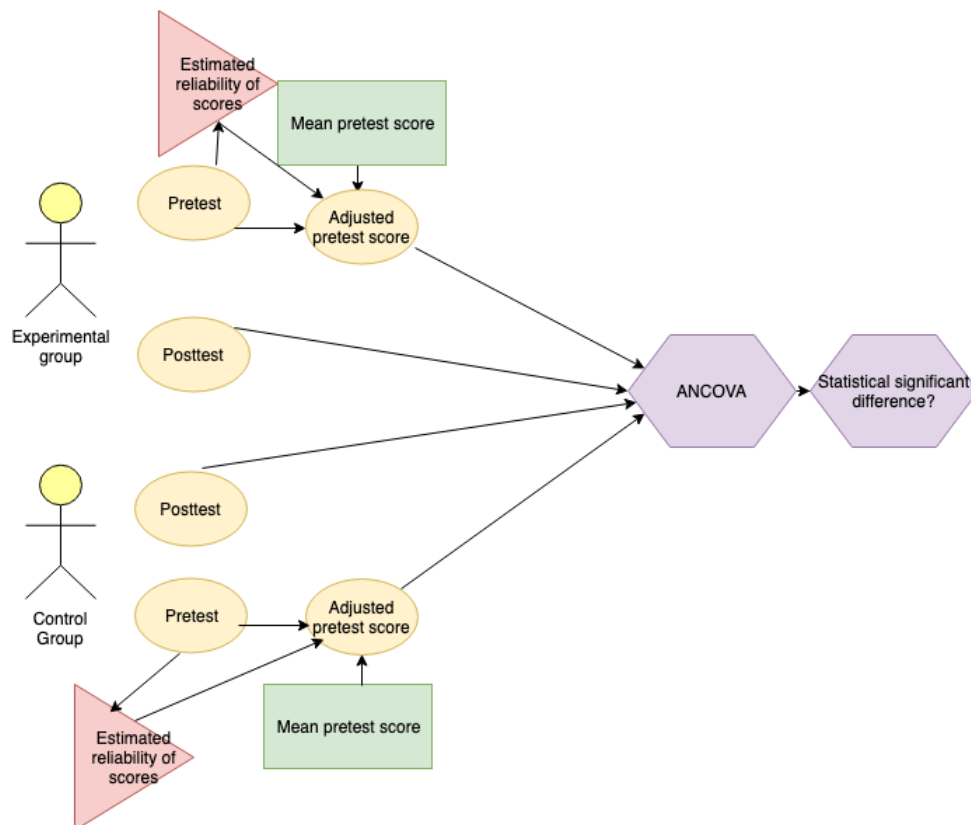 Estimated
reliability of
scores
Mean pretest score
Pretest
Adjusted
pretest score
Experimental
group
Posttest
ANCOVA
Statistical significant
difference?
Posttest
Control
Group
Pretest
Adjusted
pretest score
Mean pretest score
Estimated
reliability of
scores